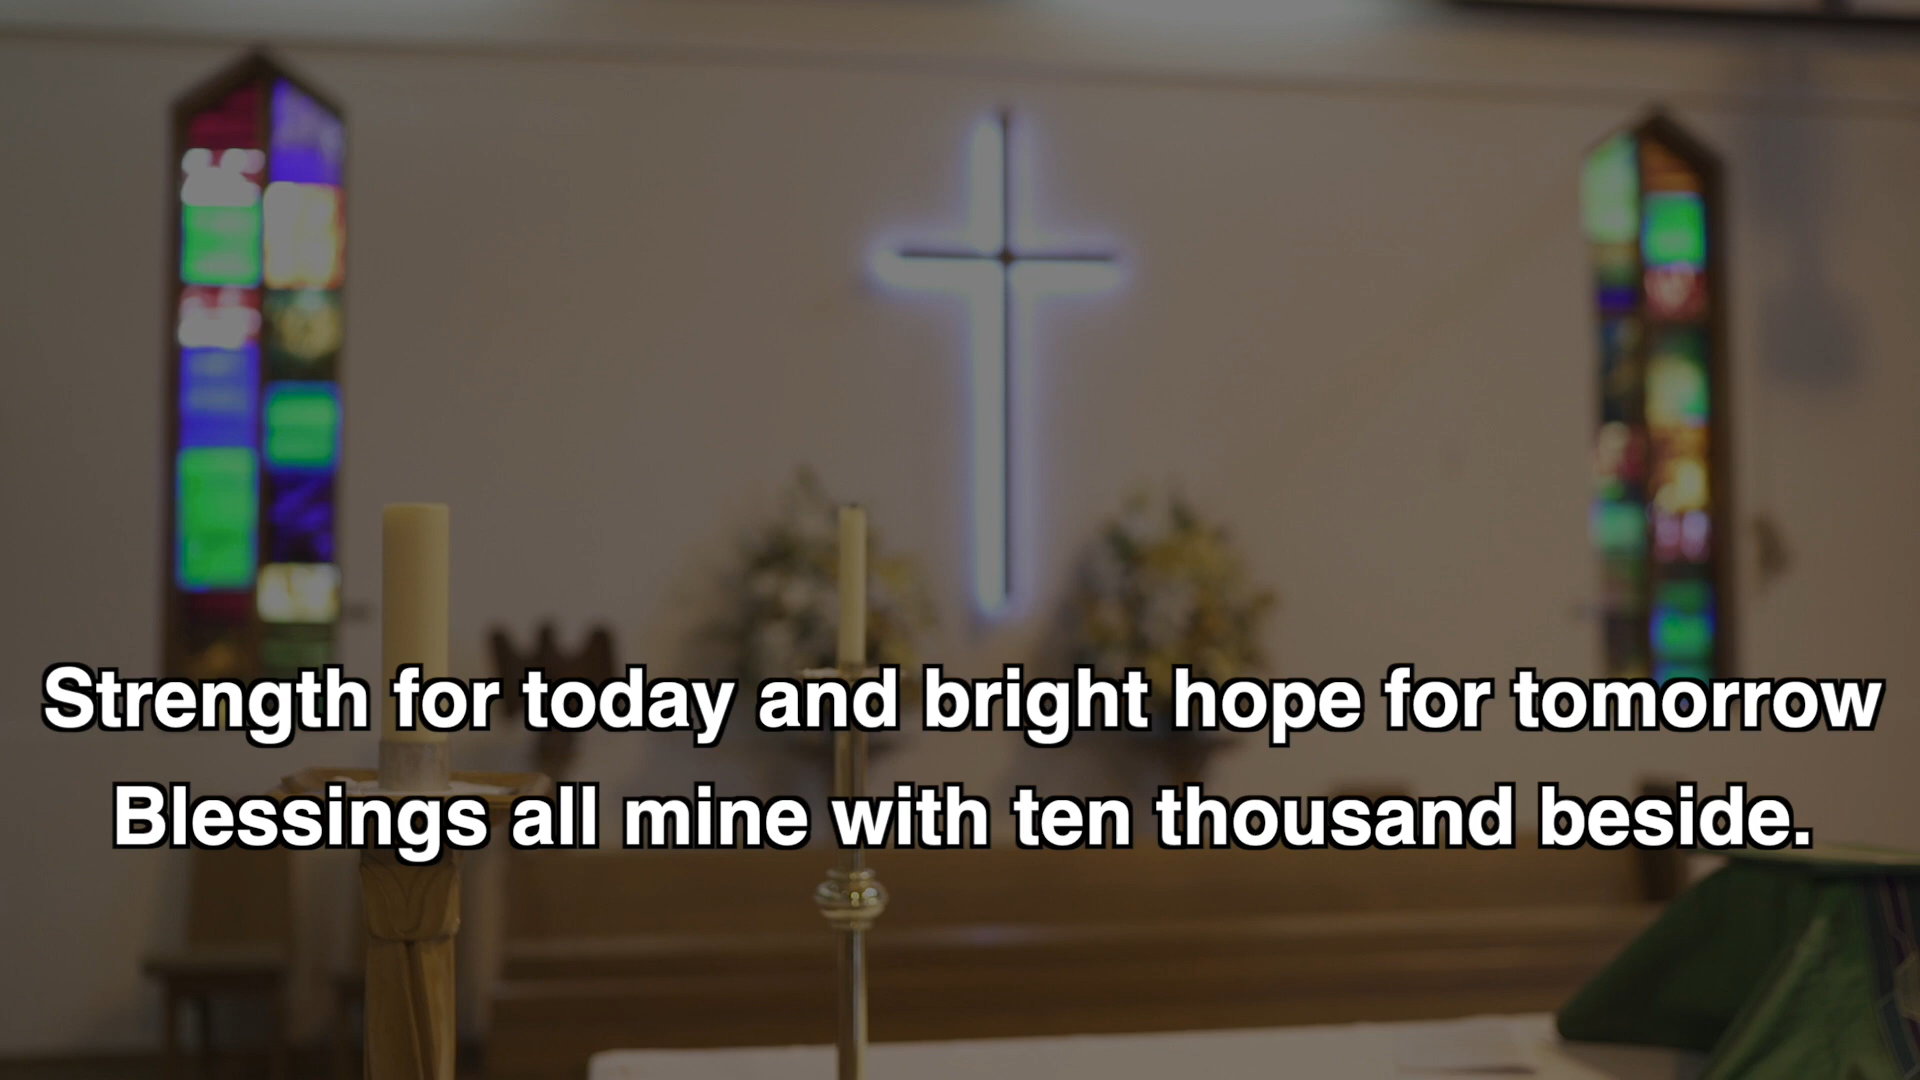 Strength for today and bright hope for tomorrow
Blessings all mine with ten thousand beside.